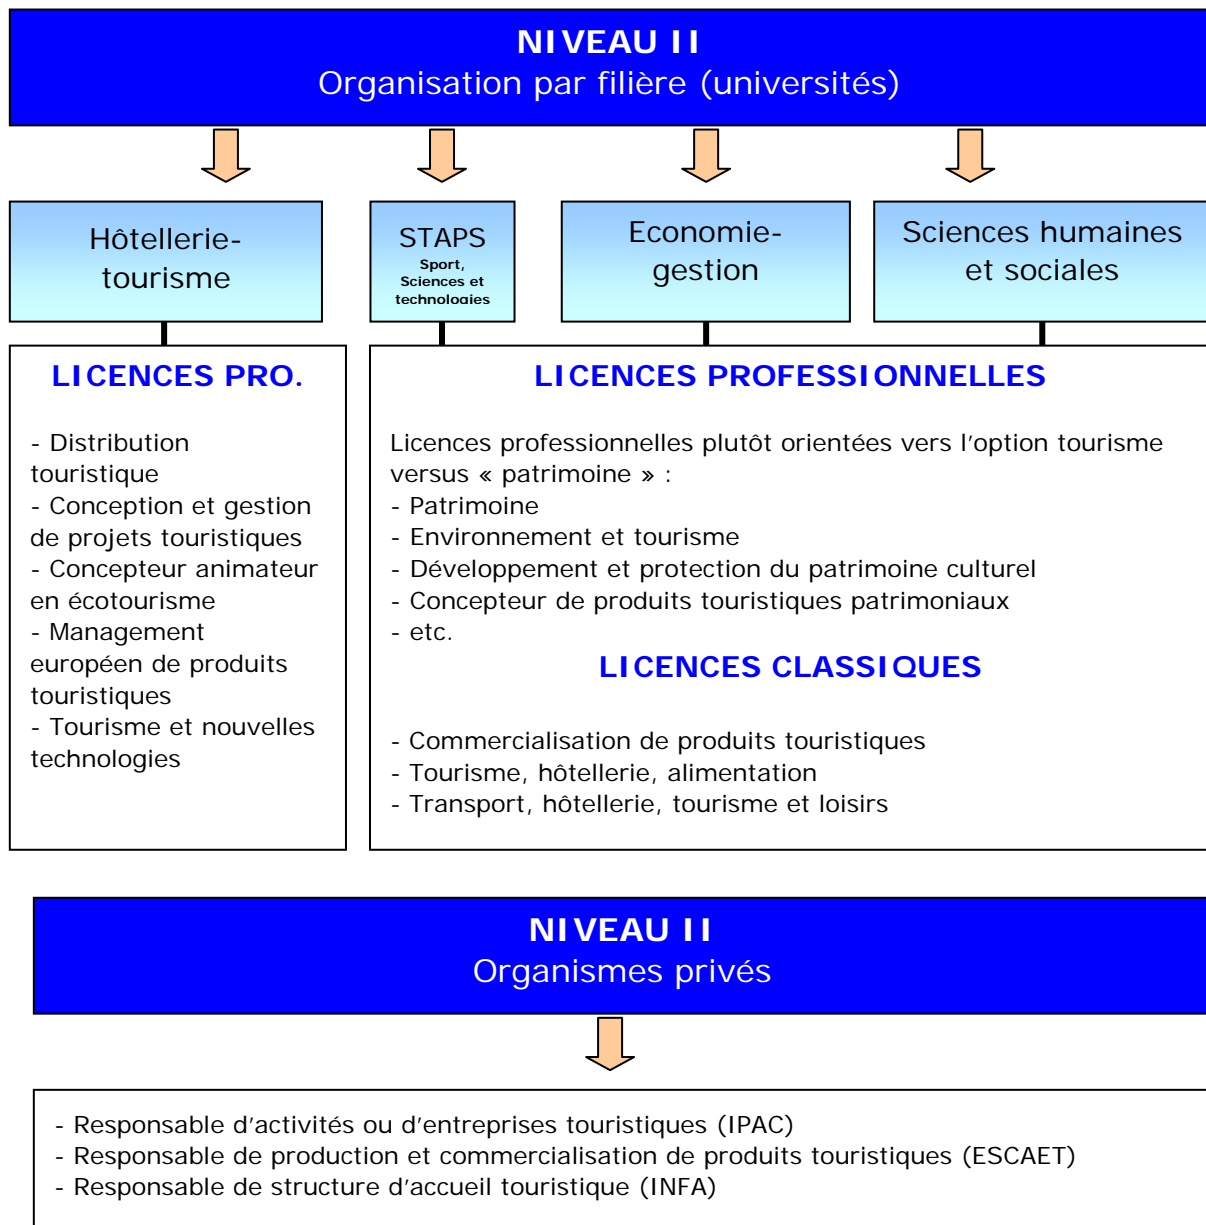 NIVEAU II
Organisation par filière (universités)
Hôtellerie-
tourisme
STAPS
Sport,
Sciences et
technologies
Economie-
gestion
Sciences humaines
et sociales
LICENCES PRO.
- Distribution
touristique
- Conception et gestion
de projets touristiques
- Concepteur animateur
en écotourisme
- Management
européen de produits
touristiques
- Tourisme et nouvelles
technologies
LICENCES PROFESSIONNELLES
Licences professionnelles plutôt orientées vers l'option tourisme
versus « patrimoine » :
- Patrimoine
- Environnement et tourisme
- Développement et protection du patrimoine culturel
- Concepteur de produits touristiques patrimoniaux
- etc.
LICENCES CLASSIQUES
- Commercialisation de produits touristiques
- Tourisme, hôtellerie, alimentation
- Transport, hôtellerie, tourisme et loisirs
NIVEAU II
Organismes privés
- Responsable d'activités ou d'entreprises touristiques (IPAC)
- Responsable de production et commercialisation de produits touristiques (ESCAET)
- Responsable de structure d'accueil touristique (INFA)